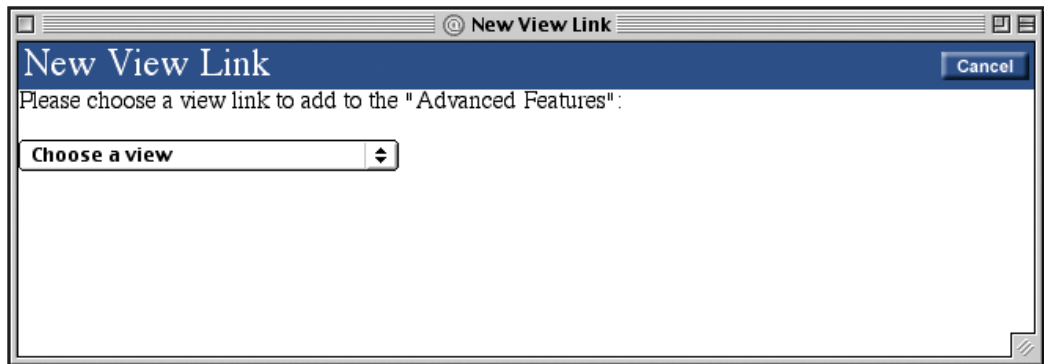 New View Link
New View Link
Cancel
Please choose a view link to add to the "Advanced Features":
Choose a view